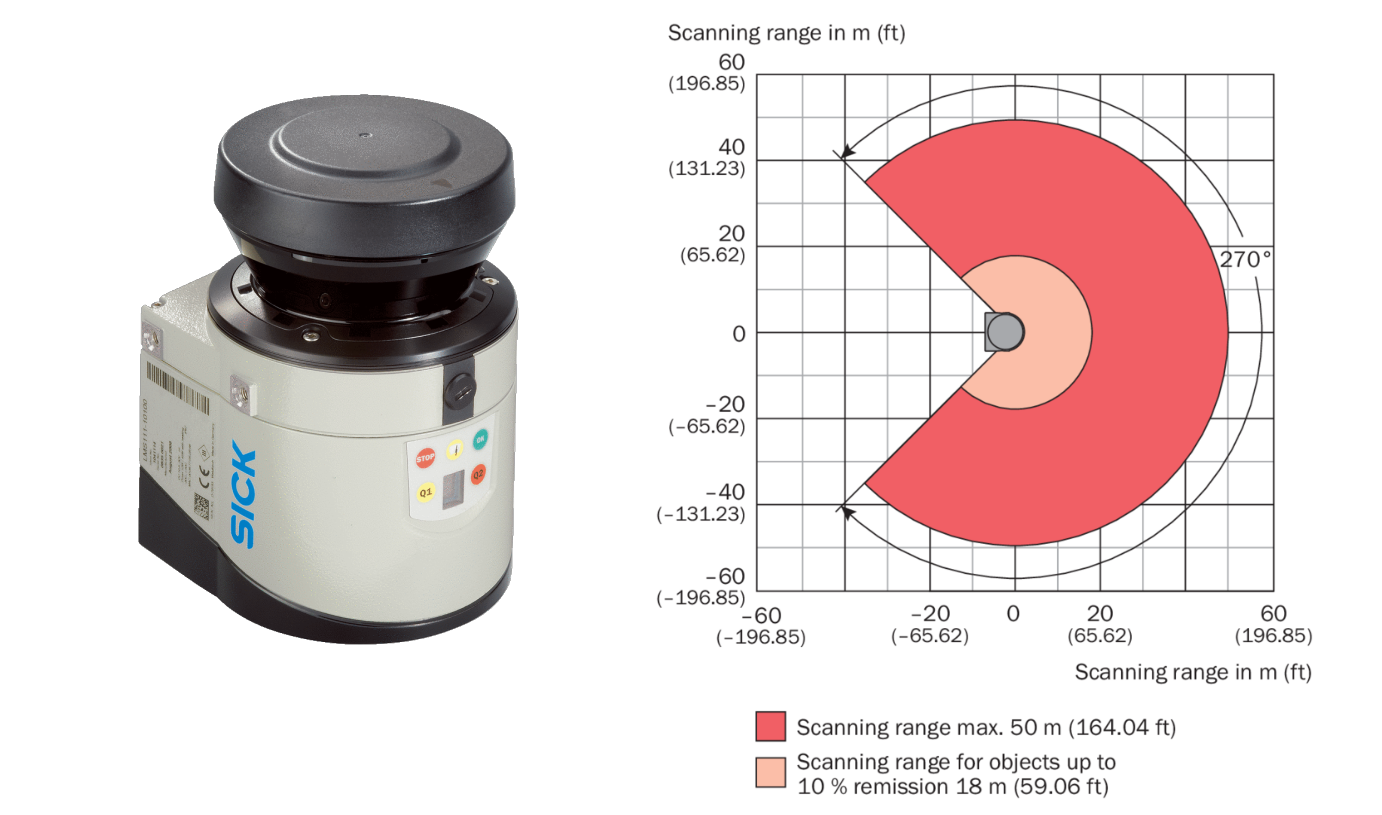 LMS111-10100
SICK
STOP
OK
Q1
Q2
CE
Scanning range in m (ft)
60
(196.85)
40
(131.23)
20
(65.62)
0
–20
(–65.62)
–40
(–131.23)
–60
(–196.85)
270°
–60 –20 0 20 60
(–196.85) (–65.62) (65.62) (196.85)
Scanning range in m (ft)
Scanning range max. 50 m (164.04 ft)
Scanning range for objects up to
10 % remission 18 m (59.06 ft)